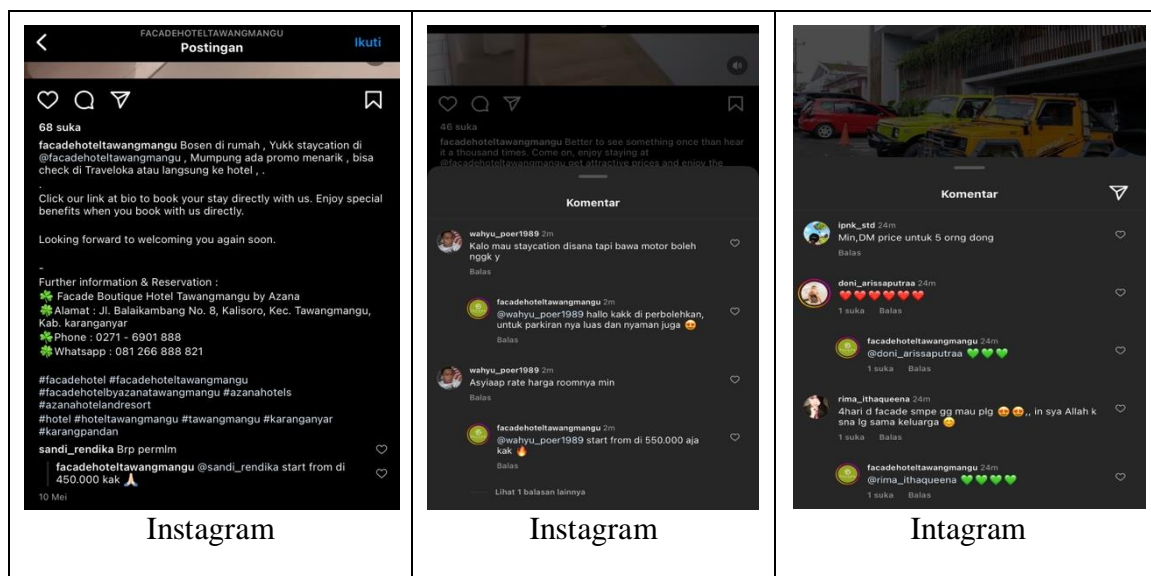 FACADEHOTELTAWANGMANGU
Postingan
Ikuti
68 suka
facadehoteltawangmangu Bosen di rumah , Yukk staycation di
@facadehoteltawangmangu , Mumpung ada promo menarik , bisa
check di Traveloka atau langsung ke hotel , .
.
Click our link at bio to book your stay directly with us. Enjoy special
benefits when you book with us directly.
Looking forward to welcoming you again soon.
-
Further information & Reservation :
🍀 Facade Boutique Hotel Tawangmangu by Azana
🍀Alamat : Jl. Balaikambang No. 8, Kalisoro, Kec. Tawangmangu,
Kab. karanganyar
🍀Phone : 0271 - 6901 888
🍀Whatsapp : 081 266 888 821
#facadehotel #facadehoteltawangmangu
#facadehotelbyazanatawangmangu #azanahotels
#azanahotelandresort
#hotel #hoteltawangmangu #tawangmangu #karanganyar
#karangpandan
sandi_rendika Brp permlm
facadehoteltawangmangu @sandi_rendika start from di
450.000 kak 🙏🏻
10 Mei
Instagram
46 suka
facadehoteltawangmangu Better to see something once than hear
it a thousand times. Come on, enjoy staying at
@facadehoteltawangmangu get attractive prices and enjoy the
Komentar
wahyu_poer1989 2m
Kalo mau staycation disana tapi bawa motor boleh
nggk y
Balas
facadehoteltawangmangu 2m
@wahyu_poer1989 hallo kakk di perbolehkan,
untuk parkiran nya luas dan nyaman juga 😍
Balas
wahyu_poer1989 2m
Asyiaap rate harga roomnya min
Balas
facadehoteltawangmangu 2m
@wahyu_poer1989 start from di 550.000 aja
kak 🔥
Balas
Lihat 1 balasan lainnya
Instagram
Komentar
ipnk_std 24m
Min,DM price untuk 5 orng dong
Balas
doni_arissaputraa 24m
❤️❤️❤️❤️❤️❤️
1 suka Balas
facadehoteltawangmangu 24m
@doni_arissaputraa 💚💚💚
1 suka Balas
rima_ithaqueena 24m
4hari d facade smpe gg mau plg 😍😍,, in sya Allah k
sna lg sama keluarga 😊
1 suka Balas
facadehoteltawangmangu 24m
@rima_ithaqueena 💚💚💚💚
1 suka Balas
Intagram